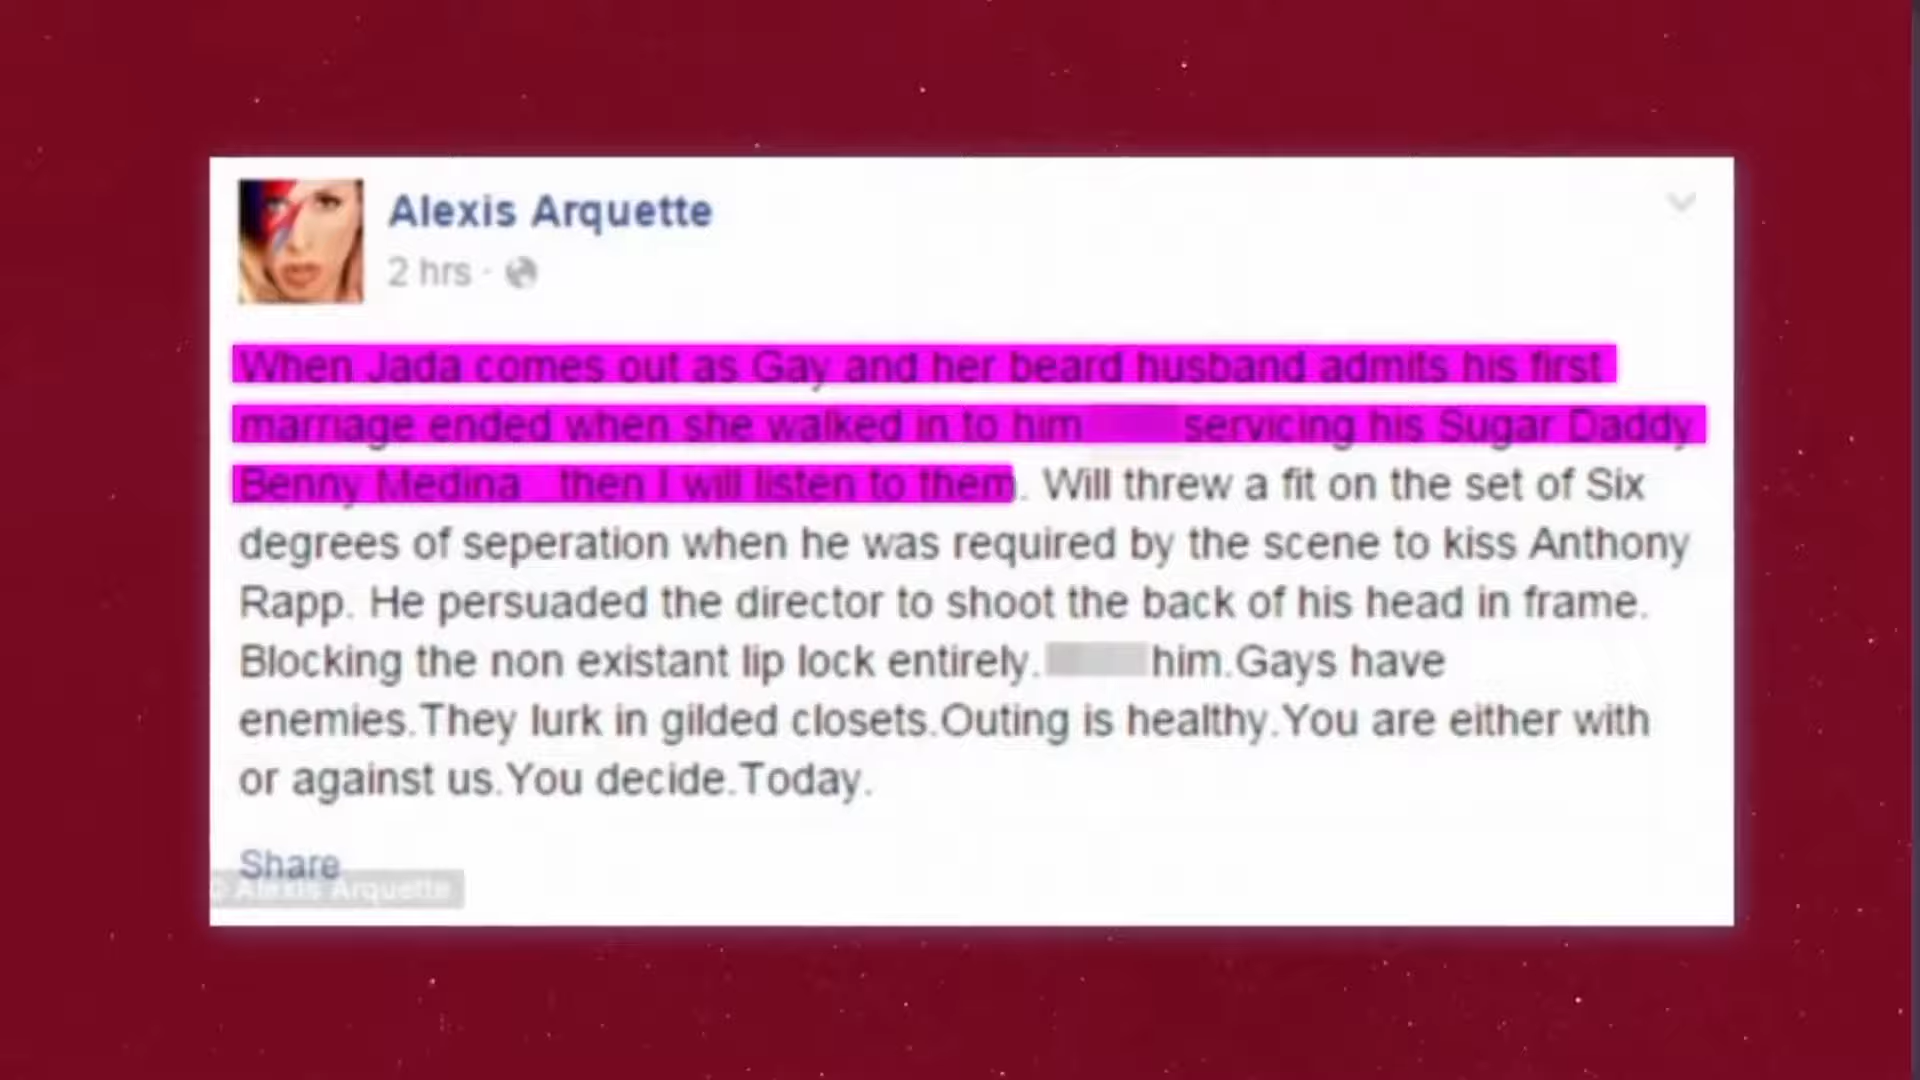 Alexis Arquette
2 hrs ·
When Jada comes out as Gay and her beard husband admits his first
marriage ended when she walked in to him servicing his Sugar Daddy
Benny Medina then I will listen to them. Will threw a fit on the set of Six
degrees of seperation when he was required by the scene to kiss Anthony
Rapp. He persuaded the director to shoot the back of his head in frame.
Blocking the non existant lip lock entirely. him.Gays have
enemies.They lurk in gilded closets.Outing is healthy.You are either with
or against us.You decide.Today.
Share
© Alexis Arquette